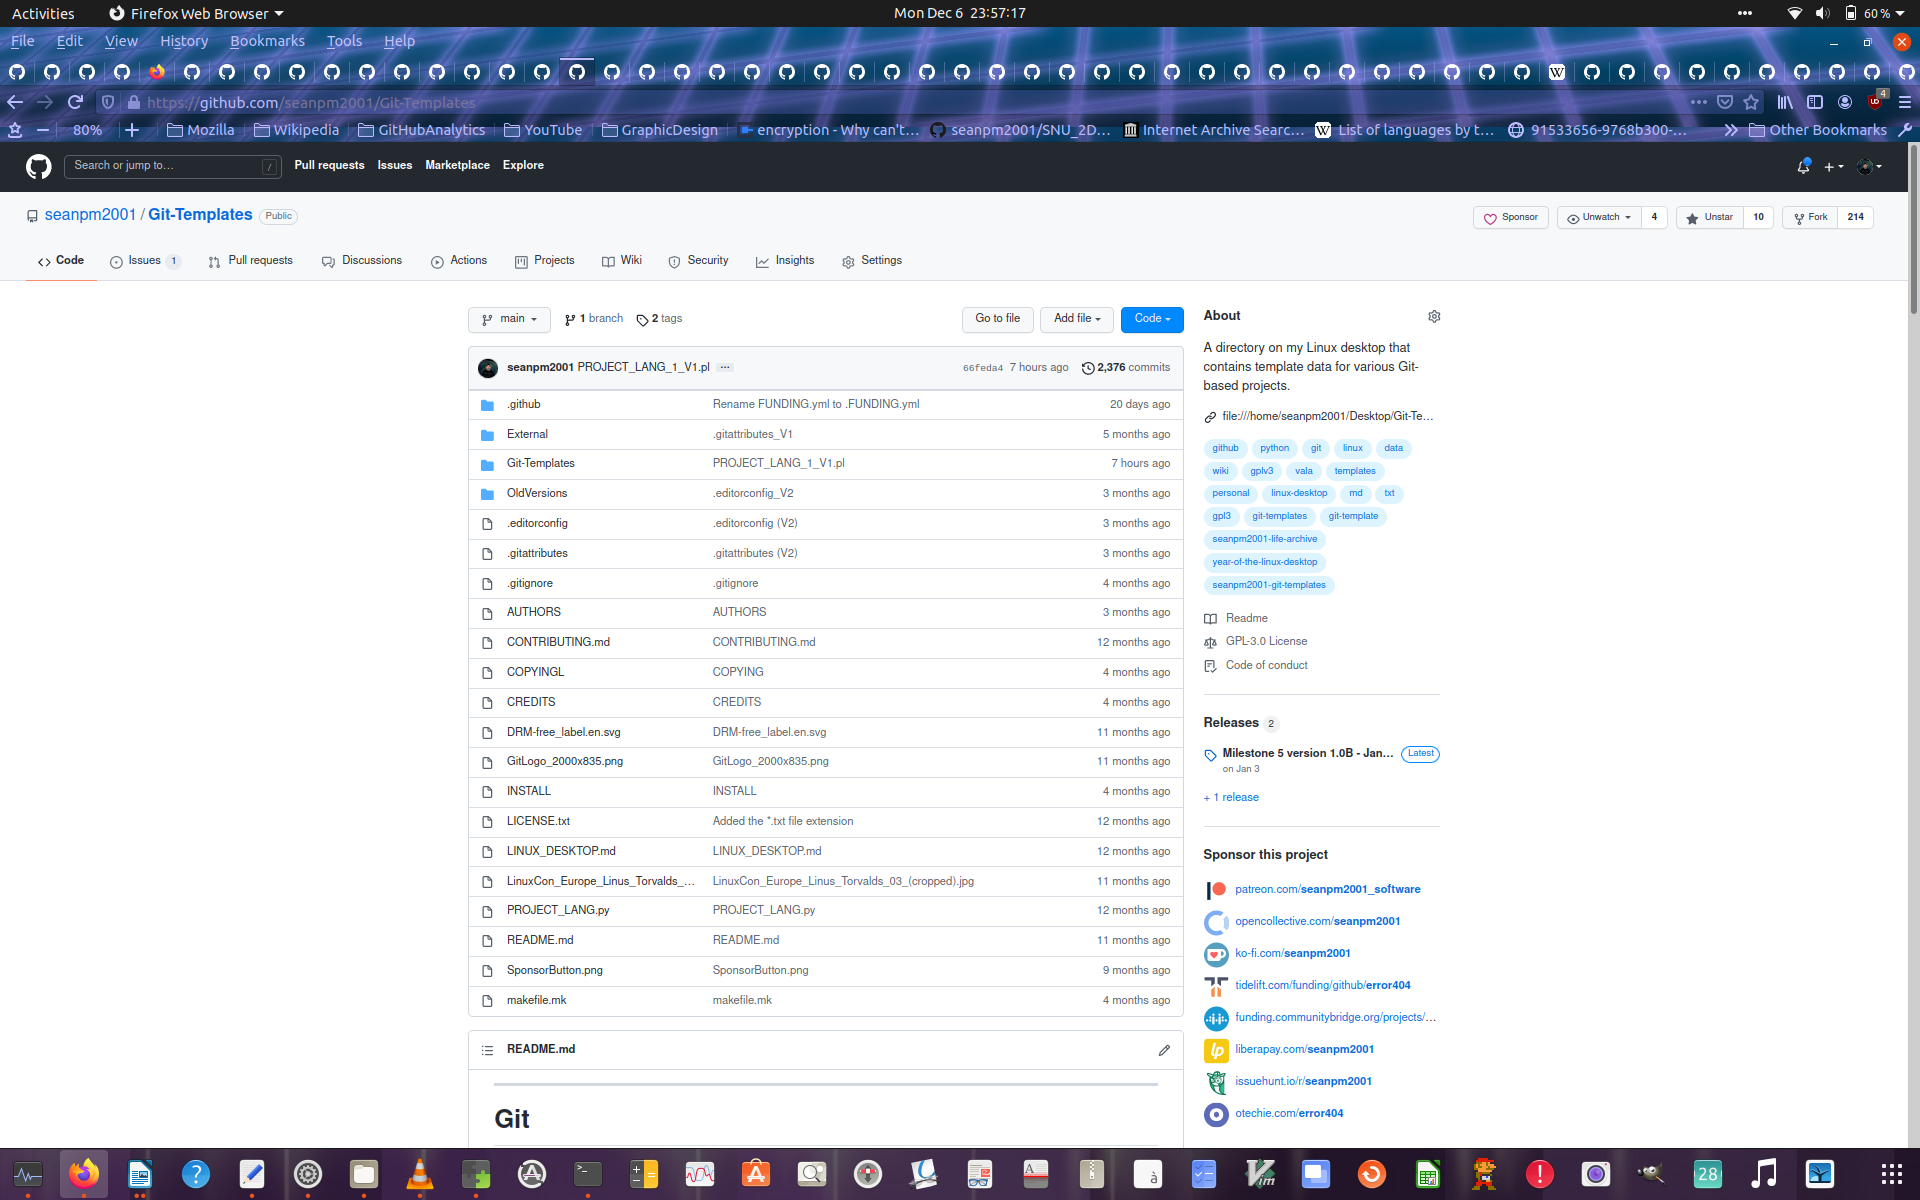 Activities Firefox Web Browser Mon Dec 6 23:57:17 60 %
File Edit View History Bookmarks Tools Help
https://github.com/seanpm2001/Git-Templates 4
80% Mozilla Wikipedia GitHubAnalytics YouTube GraphicDesign encryption - Why can't... seanpm2001/SNU_2D... Internet Archive Searc... List of languages by t... 91533656-9768b300-... Other Bookmarks
Search or jump to... / Pull requests Issues Marketplace Explore
seanpm2001 / Git-Templates Public Sponsor Unwatch 4 Unstar 10 Fork 214
Code Issues 1 Pull requests Discussions Actions Projects Wiki Security Insights Settings
main 1 branch 2 tags Go to file Add file Code
seanpm2001 PROJECT_LANG_1_V1.pl ... 66feda4 7 hours ago 2,376 commits
.github Rename FUNDING.yml to .FUNDING.yml 20 days ago
External .gitattributes_V1 5 months ago
Git-Templates PROJECT_LANG_1_V1.pl 7 hours ago
OldVersions .editorconfig_V2 3 months ago
.editorconfig .editorconfig (V2) 3 months ago
.gitattributes .gitattributes (V2) 3 months ago
.gitignore .gitignore 4 months ago
AUTHORS AUTHORS 3 months ago
CONTRIBUTING.md CONTRIBUTING.md 12 months ago
COPYINGL COPYING 4 months ago
CREDITS CREDITS 4 months ago
DRM-free_label.en.svg DRM-free_label.en.svg 11 months ago
GitLogo_2000x835.png GitLogo_2000x835.png 11 months ago
INSTALL INSTALL 4 months ago
LICENSE.txt Added the *.txt file extension 12 months ago
LINUX_DESKTOP.md LINUX_DESKTOP.md 12 months ago
LinuxCon_Europe_Linus_Torvalds_... LinuxCon_Europe_Linus_Torvalds_03_(cropped).jpg 11 months ago
PROJECT_LANG.py PROJECT_LANG.py 12 months ago
README.md README.md 11 months ago
SponsorButton.png SponsorButton.png 9 months ago
makefile.mk makefile.mk 4 months ago
README.md
Git
About
A directory on my Linux desktop that
contains template data for various Git-
based projects.
file:///home/seanpm2001/Desktop/Git-Te...
github python git linux data
wiki gplv3 vala templates
personal linux-desktop md txt
gpl3 git-templates git-template
seanpm2001-life-archive
year-of-the-linux-desktop
seanpm2001-git-templates
Readme
GPL-3.0 License
Code of conduct
Releases 2
Milestone 5 version 1.0B - Jan... Latest
on Jan 3
+ 1 release
Sponsor this project
patreon.com/seanpm2001_software
opencollective.com/seanpm2001
ko-fi.com/seanpm2001
tidelift.com/funding/github/error404
funding.communitybridge.org/projects/...
liberapay.com/seanpm2001
issuehunt.io/r/seanpm2001
otechie.com/error404
28